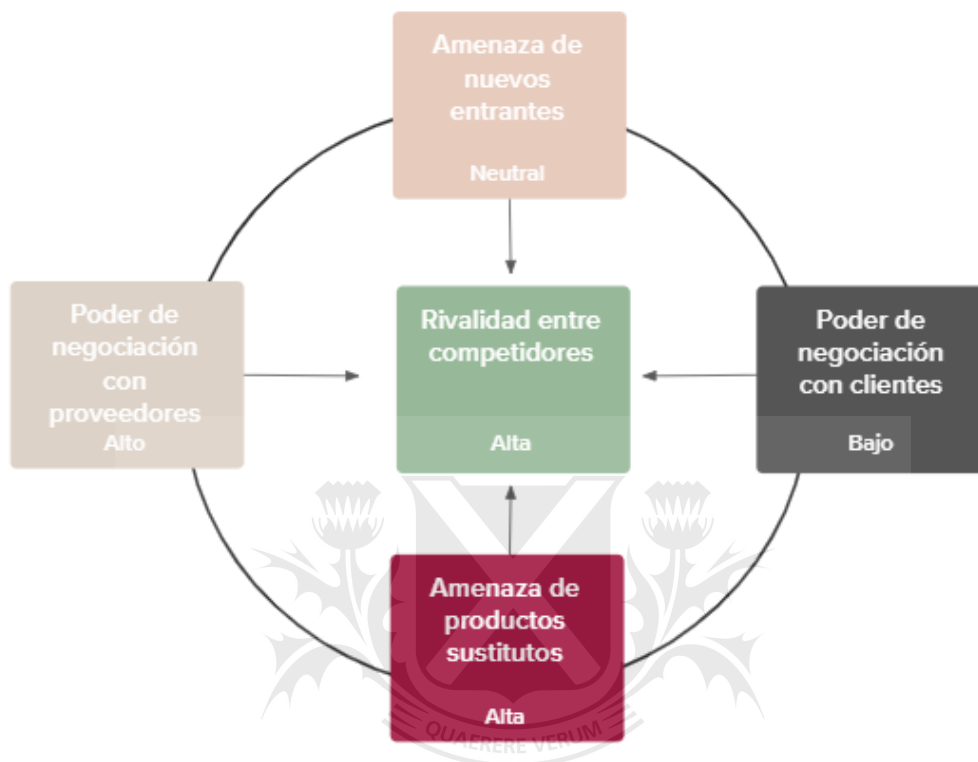 Amenaza de
nuevos
entrantes
Neutral
Poder de
negociación
con
proveedores
Alto
Rivalidad entre
competidores
Alta
Poder de
negociación
con clientes
Bajo
Amenaza de
productos
sustitutos
Alta
QUAERERE VERUM